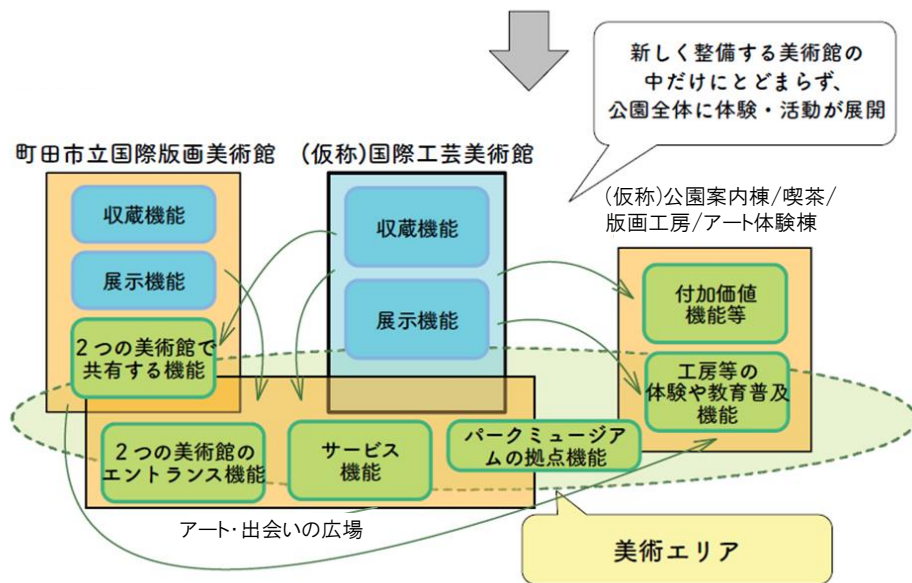 新しく整備する美術館の
中だけにとどまらず、
公園全体に体験・活動が展開
町田市立国際版画美術館
(仮称)国際工芸美術館
(仮称)公園案内棟/喫茶/
版画工房/アート体験棟
収蔵機能
展示機能
2つの美術館で
共有する機能
収蔵機能
展示機能
付加価値
機能等
工房等の
体験や教育普及
機能
2つの美術館の
エントランス機能
サービス
機能
パークミュージア
ムの拠点機能
アート・出会いの広場
美術エリア